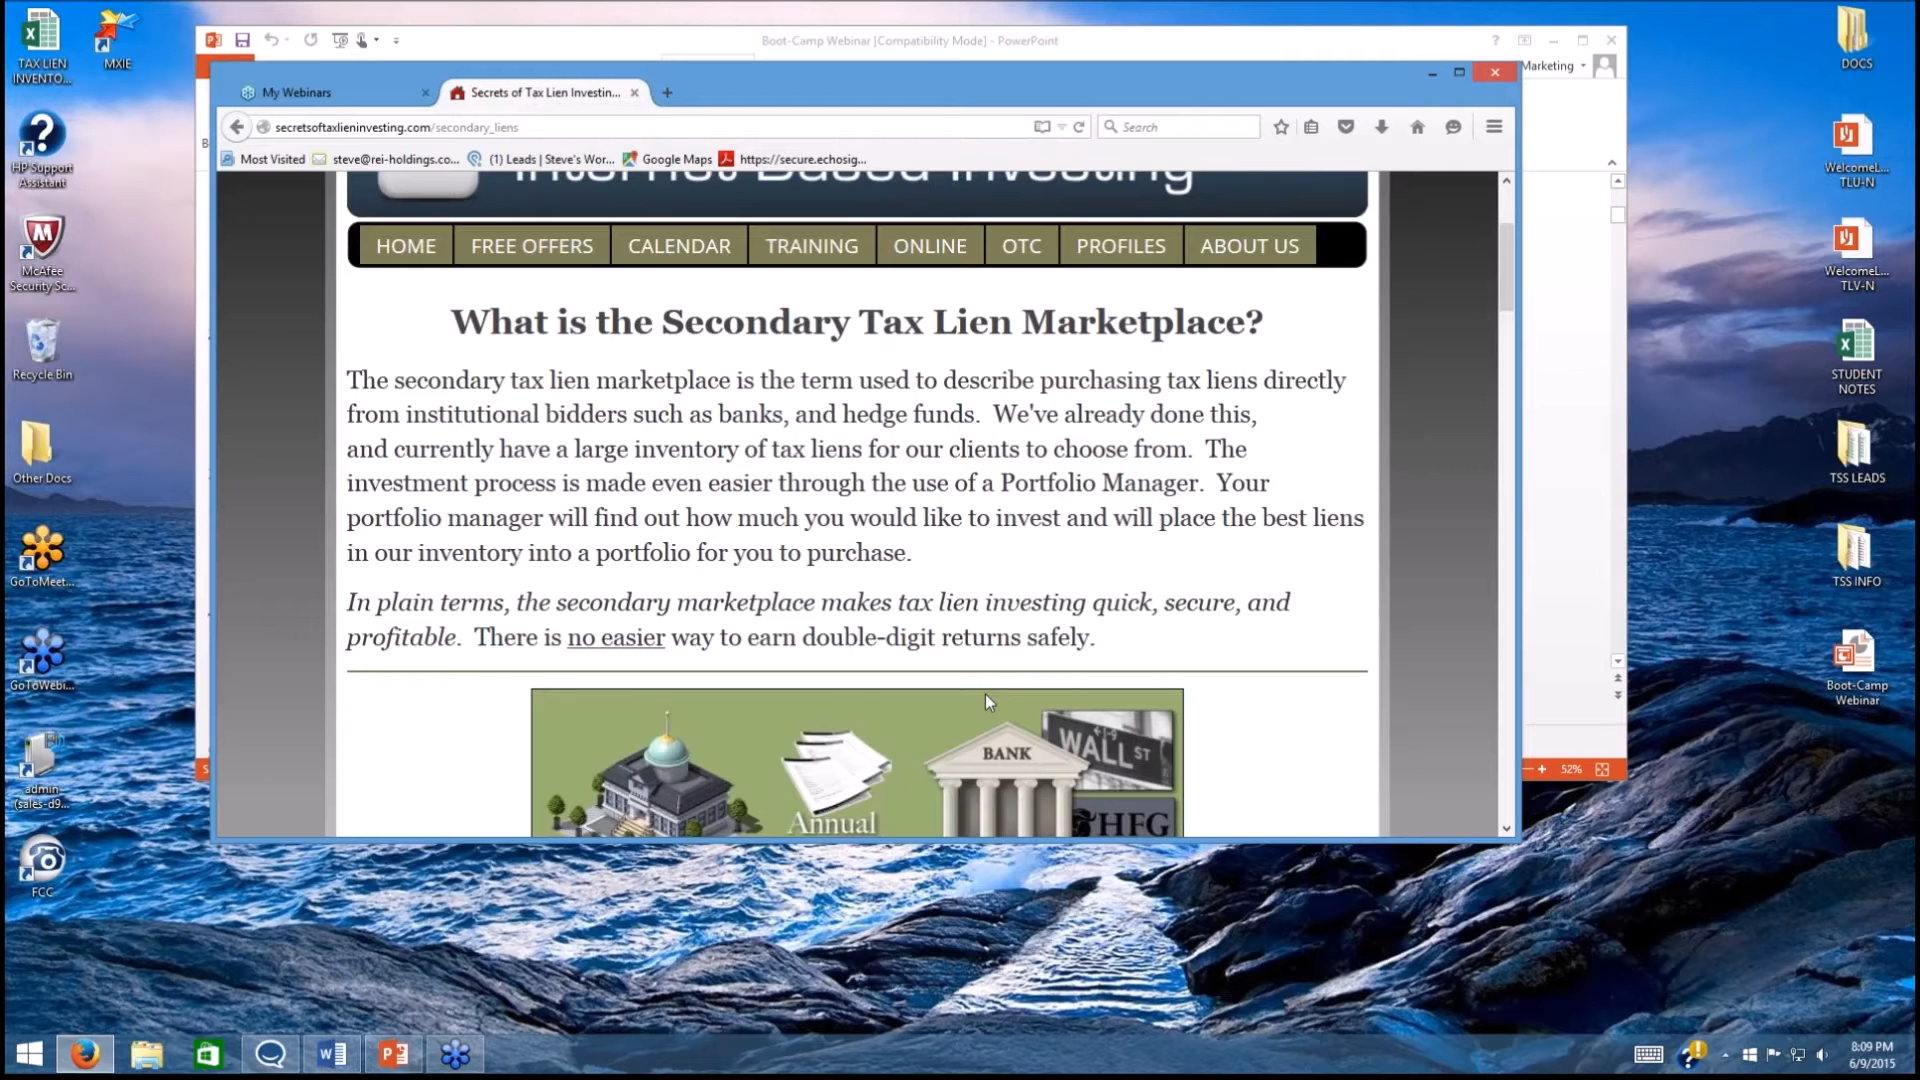 TAX LIEN
INVENTO...
MXIE
HP Support
Assistant
McAfee
Security Sc...
Recycle Bin
Other Docs
GoToMeet...
GoToWebi...
admin
(sales-d9...
FCC
Boot-Camp Webinar [Compatibility Mode] - PowerPoint
Marketing
My Webinars
Secrets of Tax Lien Investin...
secretsoftaxlieninvesting.com/secondary_liens
Search
Most Visited
steve@rei-holdings.co...
(1) Leads | Steve's Wor...
Google Maps
https://secure.echosig...
Internet Based Investing
HOME
FREE OFFERS
CALENDAR
TRAINING
ONLINE
OTC
PROFILES
ABOUT US
What is the Secondary Tax Lien Marketplace?
The secondary tax lien marketplace is the term used to describe purchasing tax liens directly
from institutional bidders such as banks, and hedge funds.  We've already done this,
and currently have a large inventory of tax liens for our clients to choose from.  The
investment process is made even easier through the use of a Portfolio Manager.  Your
portfolio manager will find out how much you would like to invest and will place the best liens
in our inventory into a portfolio for you to purchase.
In plain terms, the secondary marketplace makes tax lien investing quick, secure, and
profitable.  There is no easier way to earn double-digit returns safely.
BANK
WALL ST
Annual
HFG
52%
DOCS
WelcomeL...
TLU-N
WelcomeL...
TLV-N
STUDENT
NOTES
TSS LEADS
TSS INFO
Boot-Camp
Webinar
8:09 PM
6/9/2015